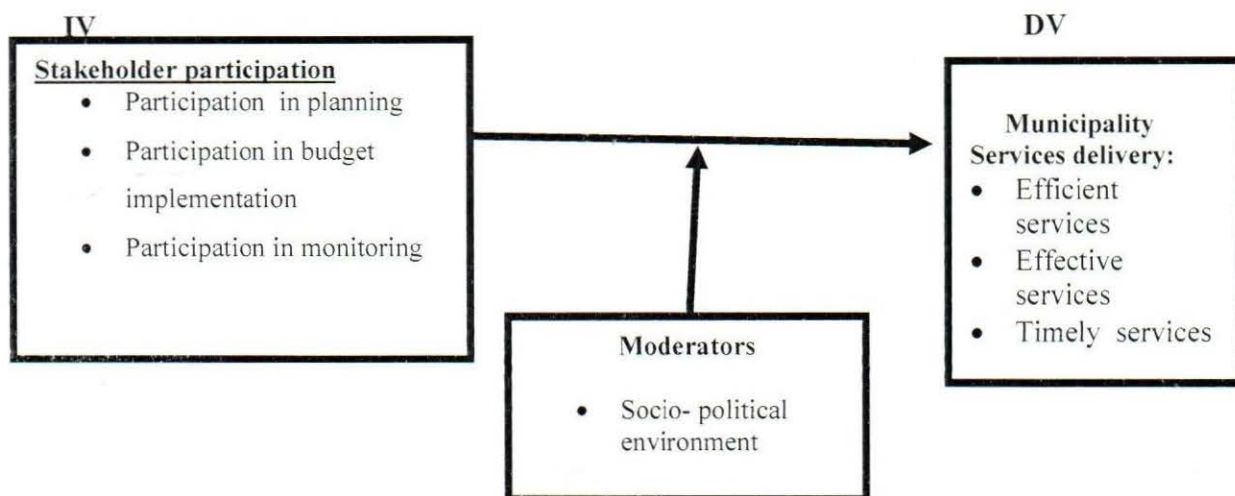 IV
Stakeholder participation
• Participation in planning
• Participation in budget
implementation
• Participation in monitoring
DV
Municipality
Services delivery:
• Efficient
services
• Effective
services
• Timely services
Moderators
• Socio- political
environment